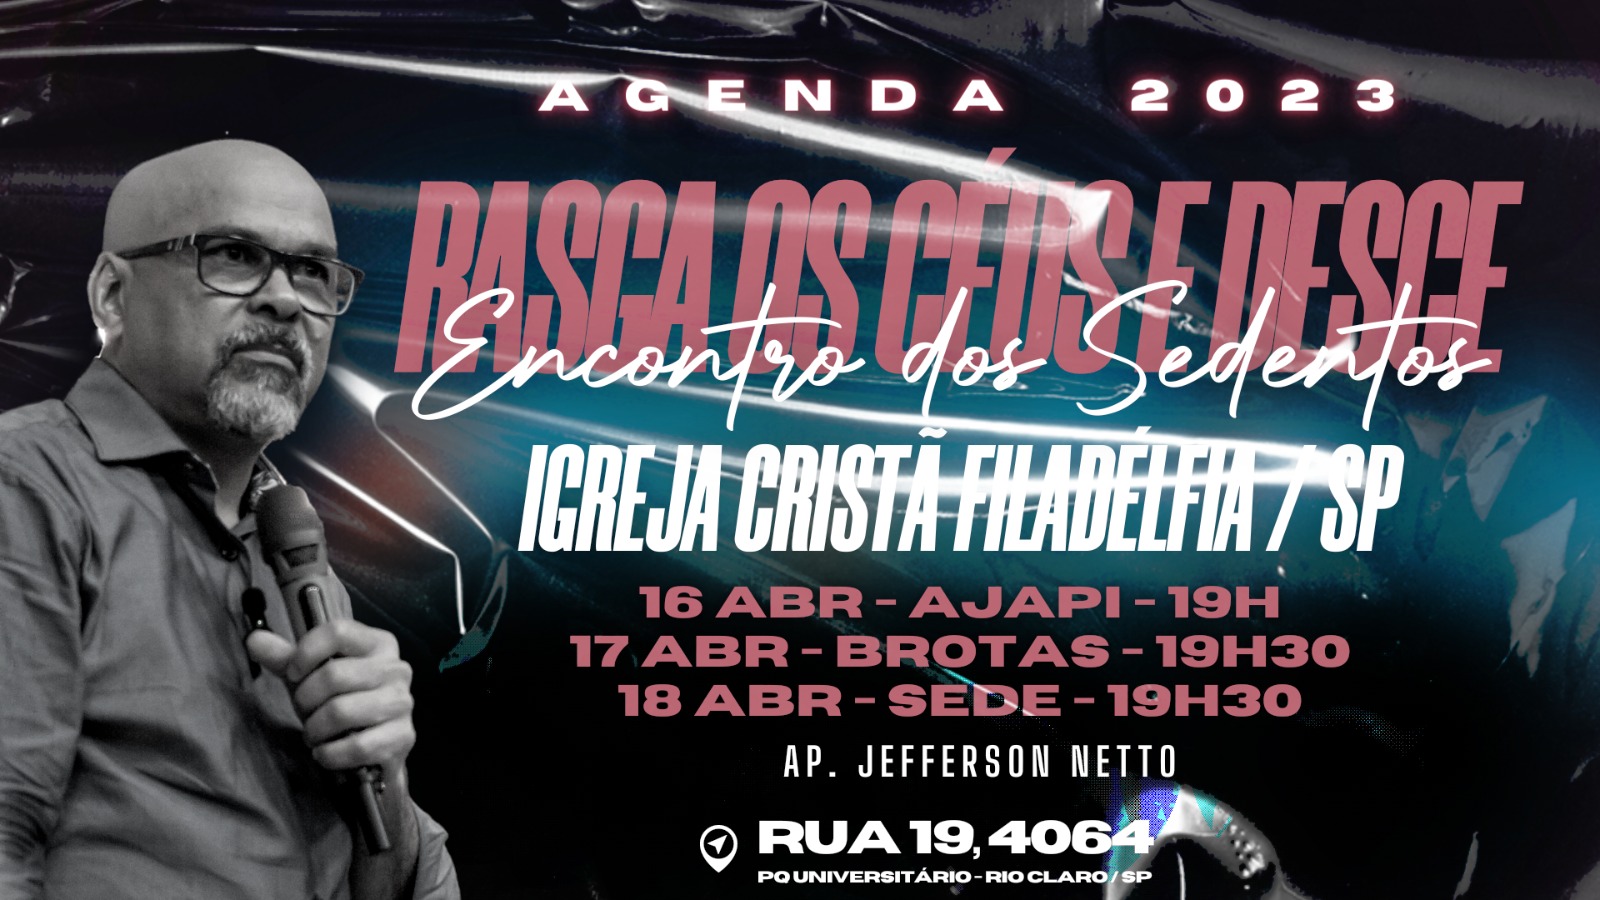 AGENDA 2023
RASGA OS CÉUS E DESCE
Encontro dos Sedentos
IGREJA CRISTÃ FILADÉLFIA / SP
16 ABR - AJAPI - 19H
17 ABR - BROTAS - 19H30
18 ABR - SEDE - 19H30
AP. JEFFERSON NETTO
RUA 19, 4064
PQ UNIVERSITÁRIO - RIO CLARO / SP